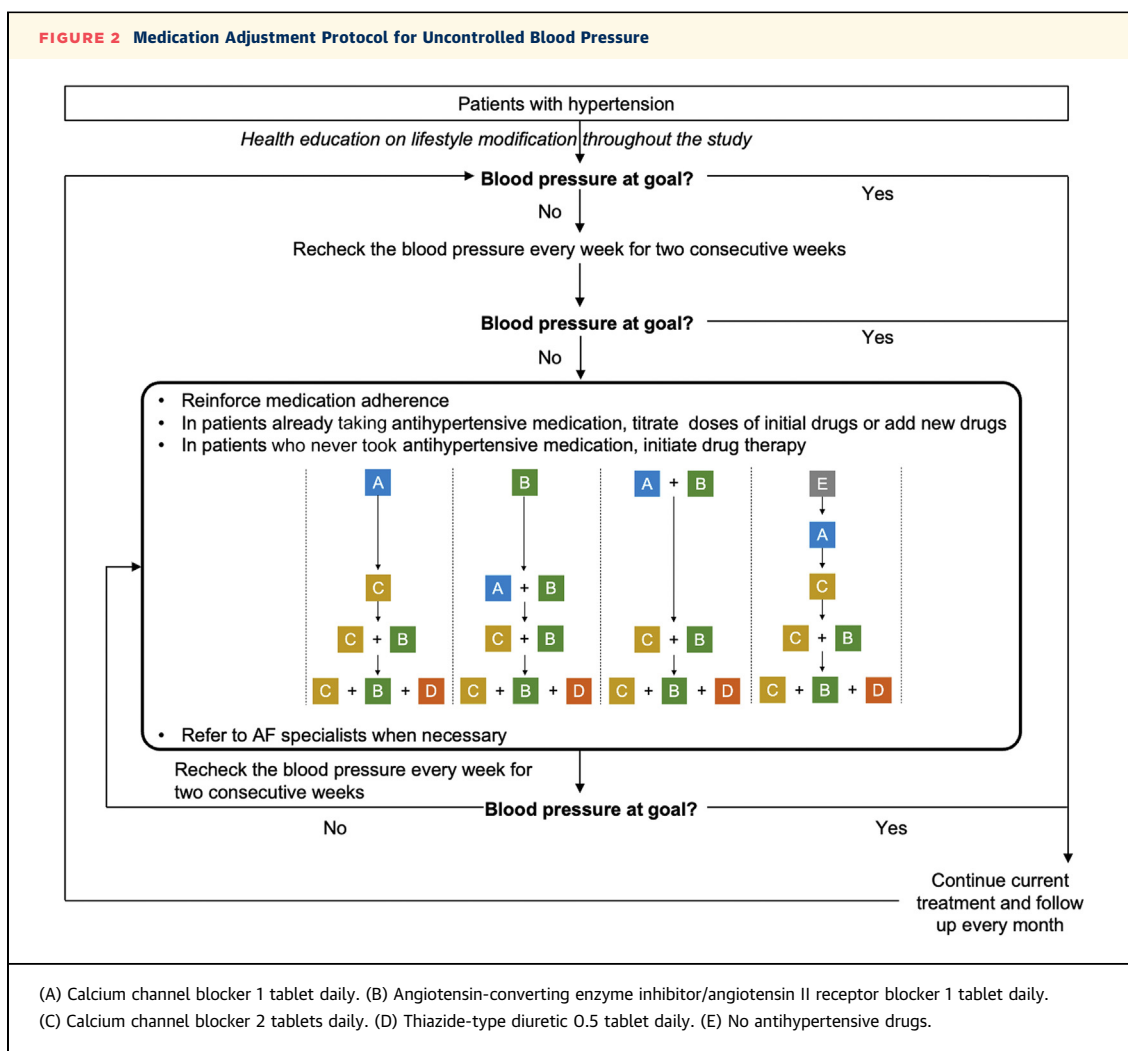 FIGURE 2 Medication Adjustment Protocol for Uncontrolled Blood Pressure
Patients with hypertension
Health education on lifestyle modification throughout the study
Blood pressure at goal?
Yes
No
Recheck the blood pressure every week for two consecutive weeks
Blood pressure at goal?
Yes
No
• Reinforce medication adherence
• In patients already taking antihypertensive medication, titrate doses of initial drugs or add new drugs
• In patients who never took antihypertensive medication, initiate drug therapy
A B A + B E
A
C A + B C
C + B C + B C + B C + B
C + B + D C + B + D C + B + D C + B + D
• Refer to AF specialists when necessary
Recheck the blood pressure every week for
two consecutive weeks
Blood pressure at goal?
No
Yes
Continue current
treatment and follow
up every month
(A) Calcium channel blocker 1 tablet daily. (B) Angiotensin-converting enzyme inhibitor/angiotensin II receptor blocker 1 tablet daily.
(C) Calcium channel blocker 2 tablets daily. (D) Thiazide-type diuretic 0.5 tablet daily. (E) No antihypertensive drugs.